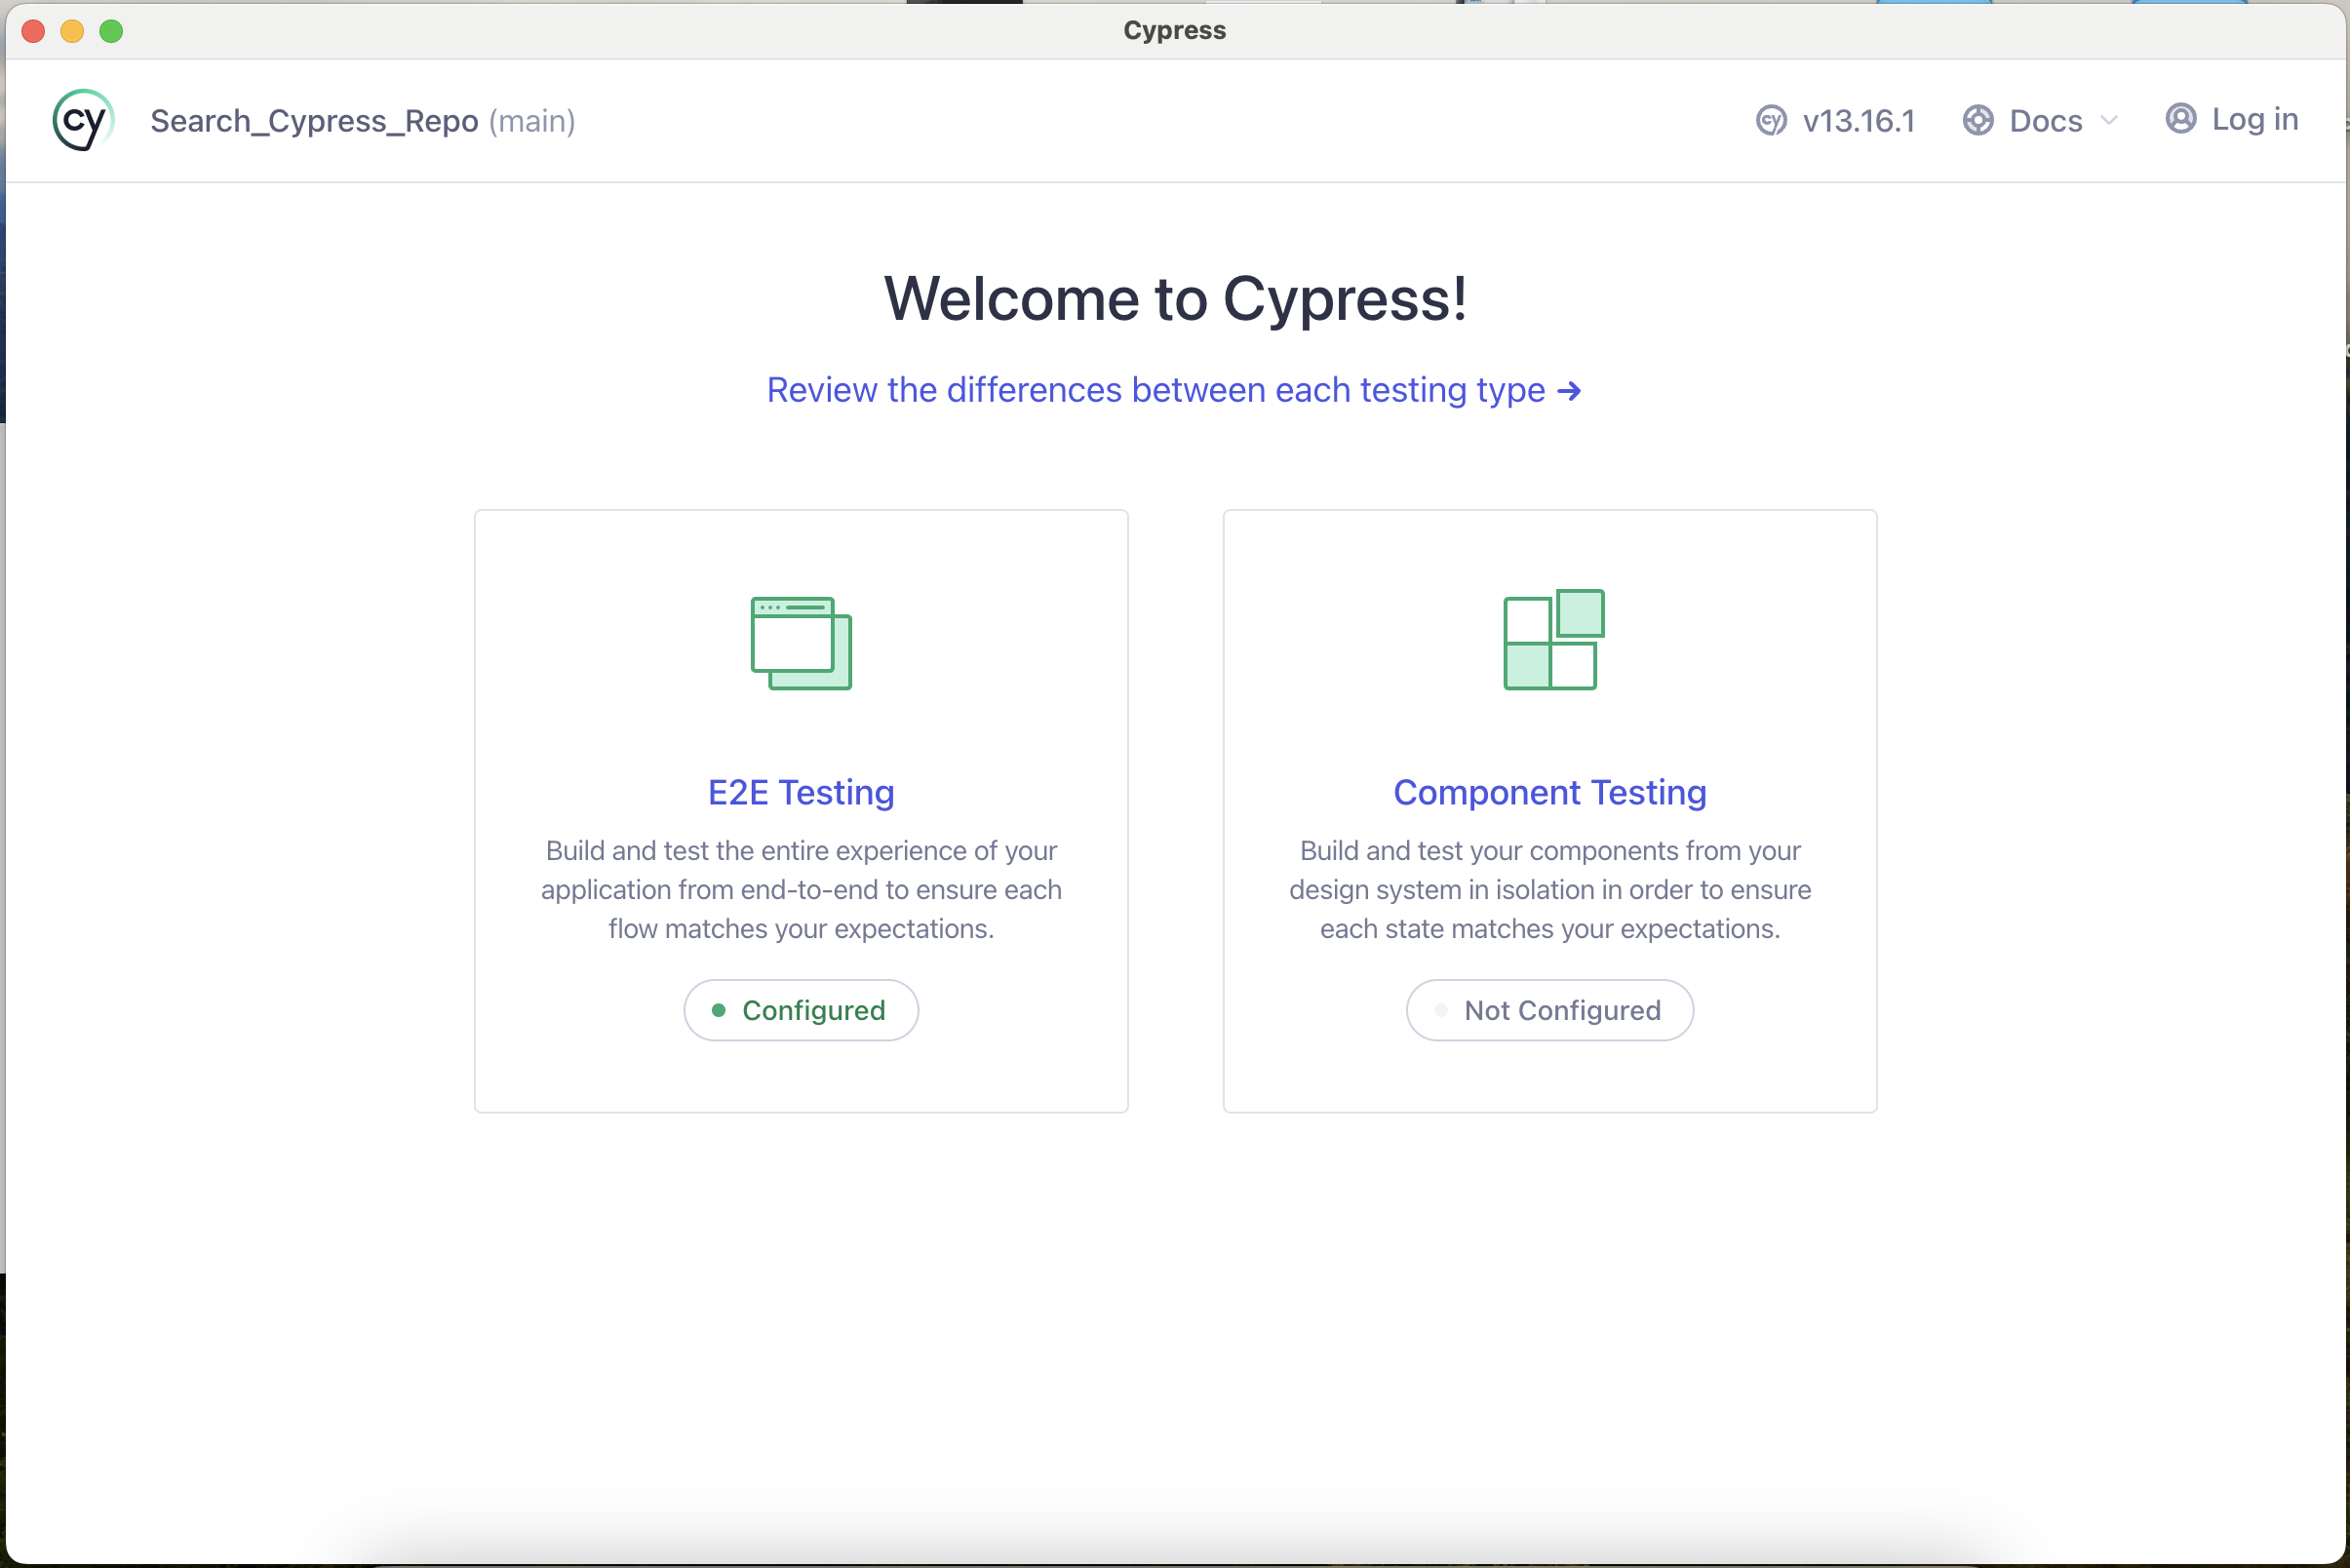 Cypress
cy Search_Cypress_Repo (main)
cy v13.16.1 Docs Log in
Welcome to Cypress!
Review the differences between each testing type →
E2E Testing
Build and test the entire experience of your
application from end-to-end to ensure each
flow matches your expectations.
Configured
Component Testing
Build and test your components from your
design system in isolation in order to ensure
each state matches your expectations.
Not Configured